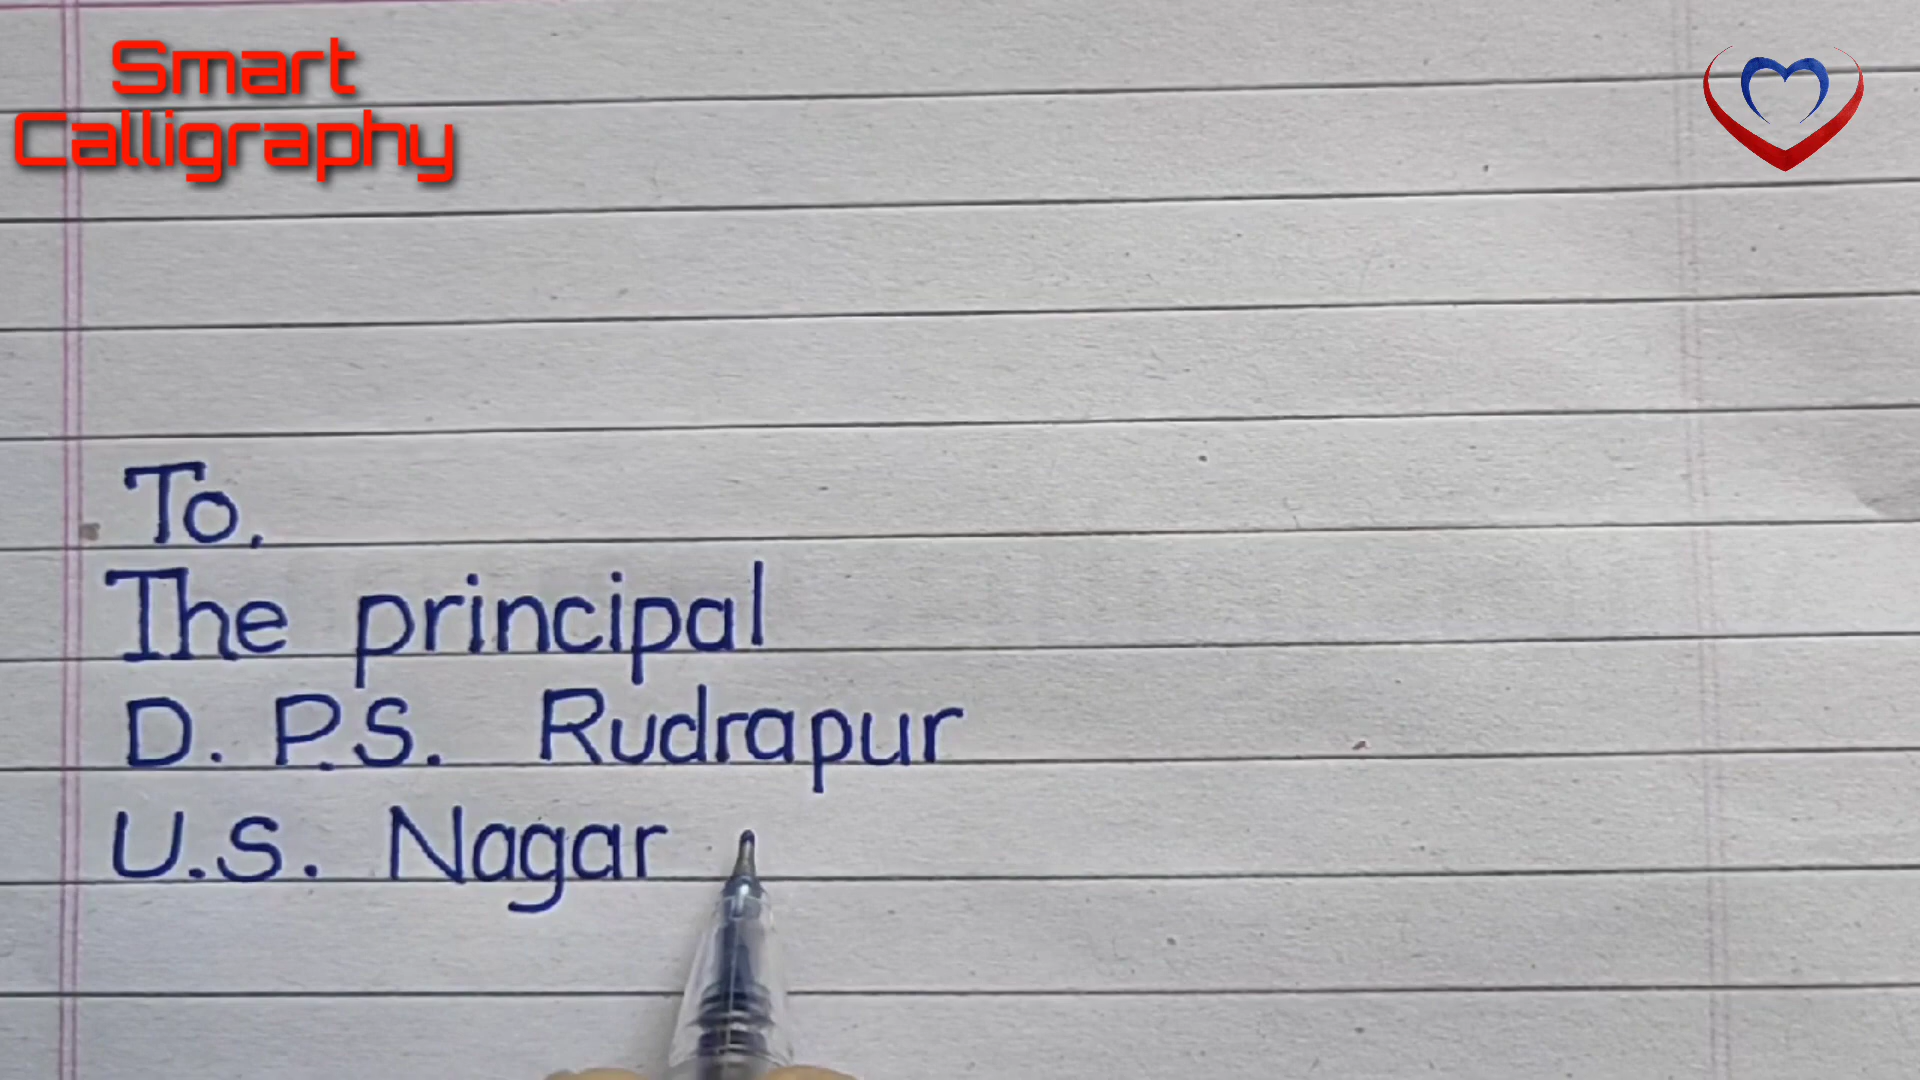 Smart
Calligraphy
To,
The principal
D. P.S. Rudrapur
U.S. Nagar